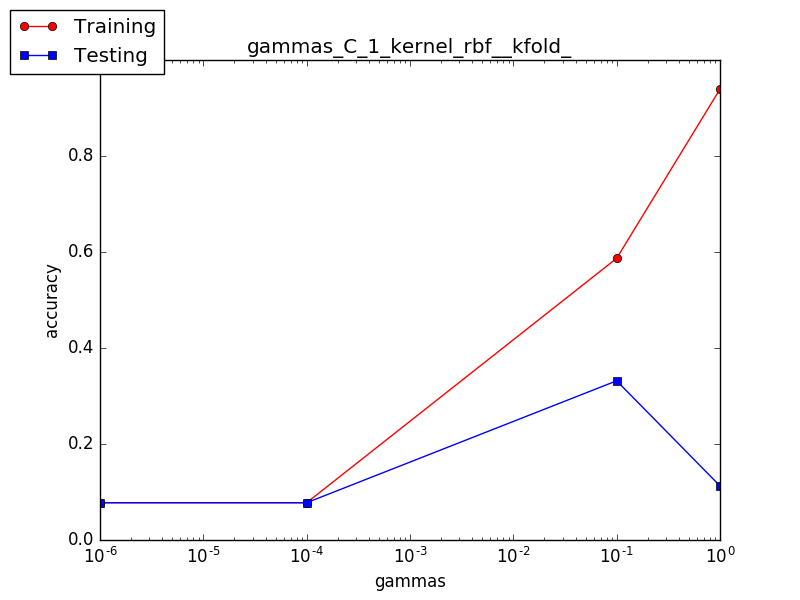 Training
Testing
gammas_C_1_kernel_rbf__kfold_
0.8
0.6
accuracy
0.4
0.2
0.0
10^-6 10^-5 10^-4 10^-3 10^-2 10^-1 10^0
gammas